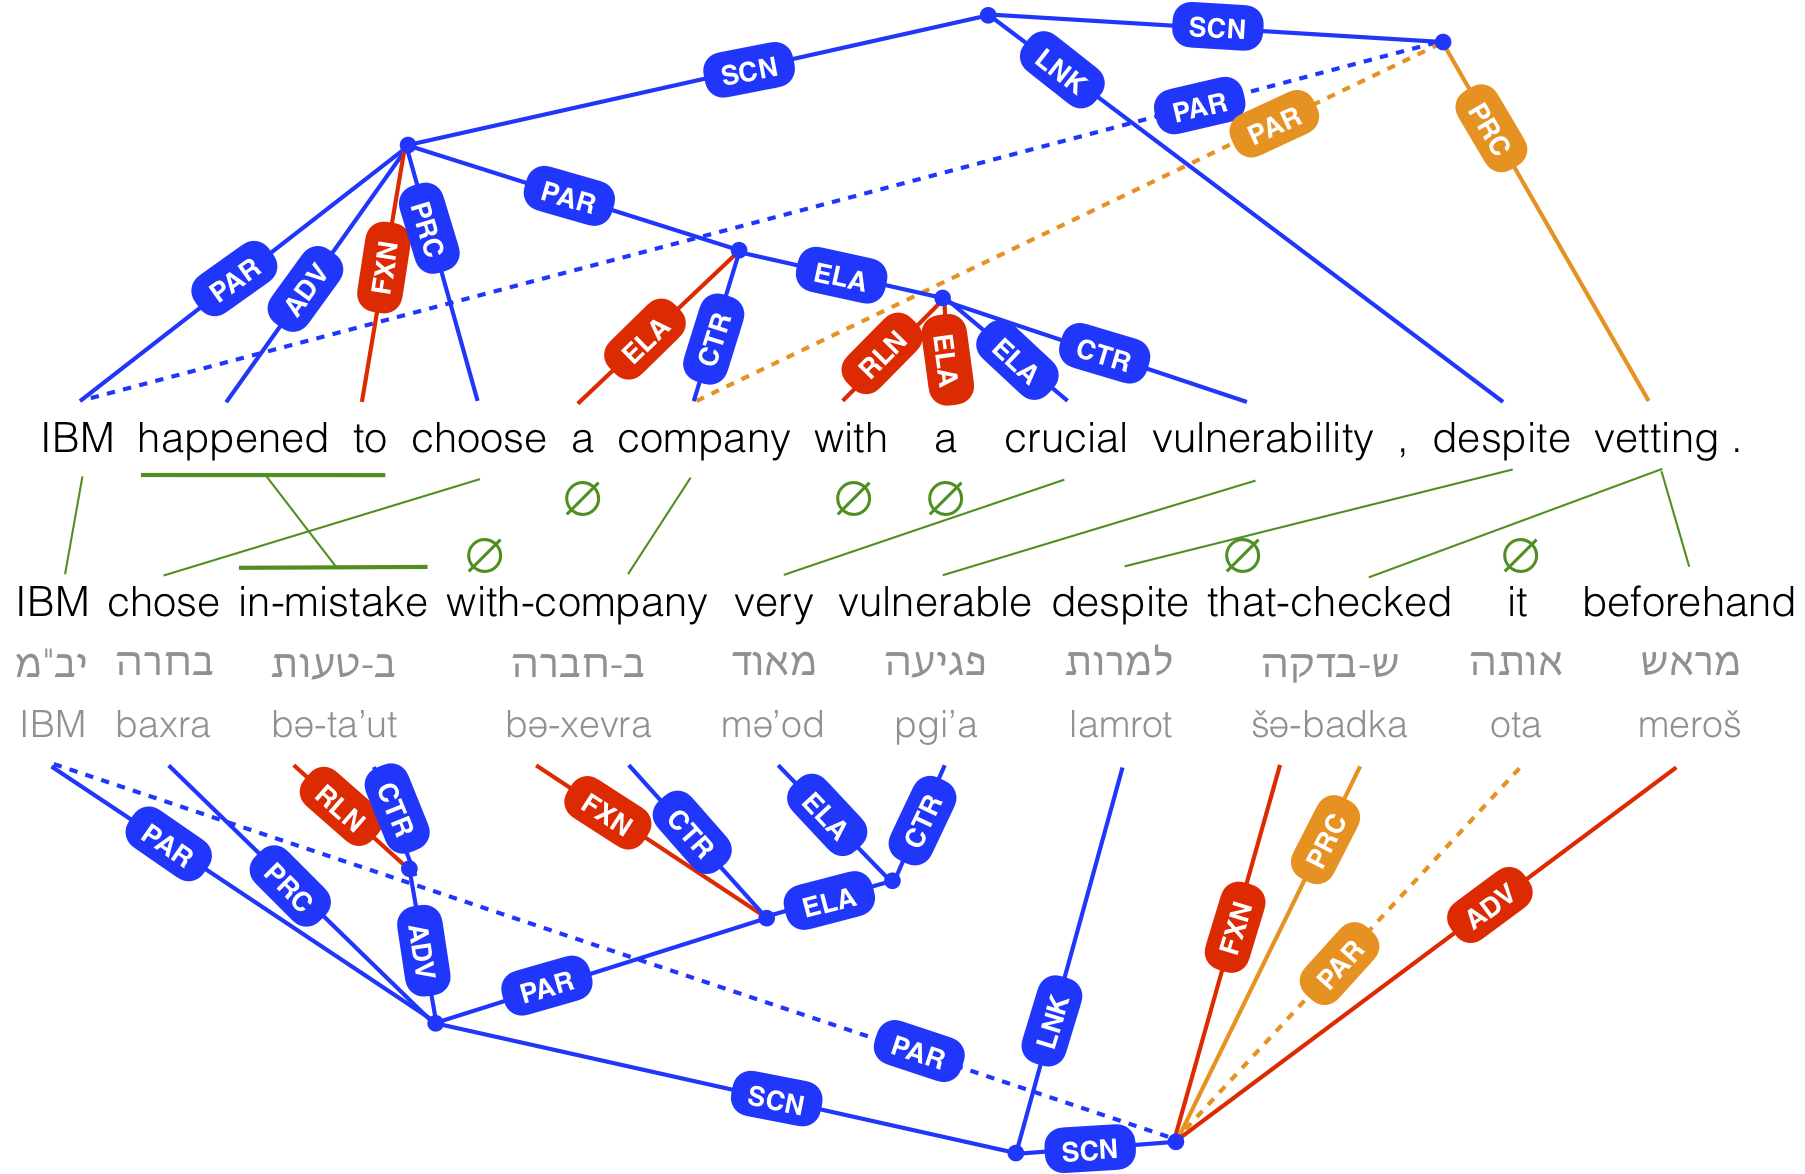 SCN
SCN
LNK
PAR
PAR
PRC
PAR
PRC
PAR
ADV
FXN
ELA
ELA
CTR
RLN
ELA
ELA
CTR
IBM happened to choose a company with a crucial vulnerability , despite vetting .
∅ ∅ ∅
∅ ∅ ∅
IBM chose in-mistake with-company very vulnerable despite that-checked it beforehand
יב"מ בחרה ב-טעות ב-חברה מאוד פגיעה למרות ש-בדקה אותה מראש
IBM baxra bə-ta’ut bə-xevra mə’od pgi’a lamrot šə-badka ota meroš
RLN
CTR
FXN
CTR
ELA
CTR
PAR
PRC
PRC
ELA
ADV
FXN
ADV
PAR
PAR
PAR
LNK
SCN
SCN